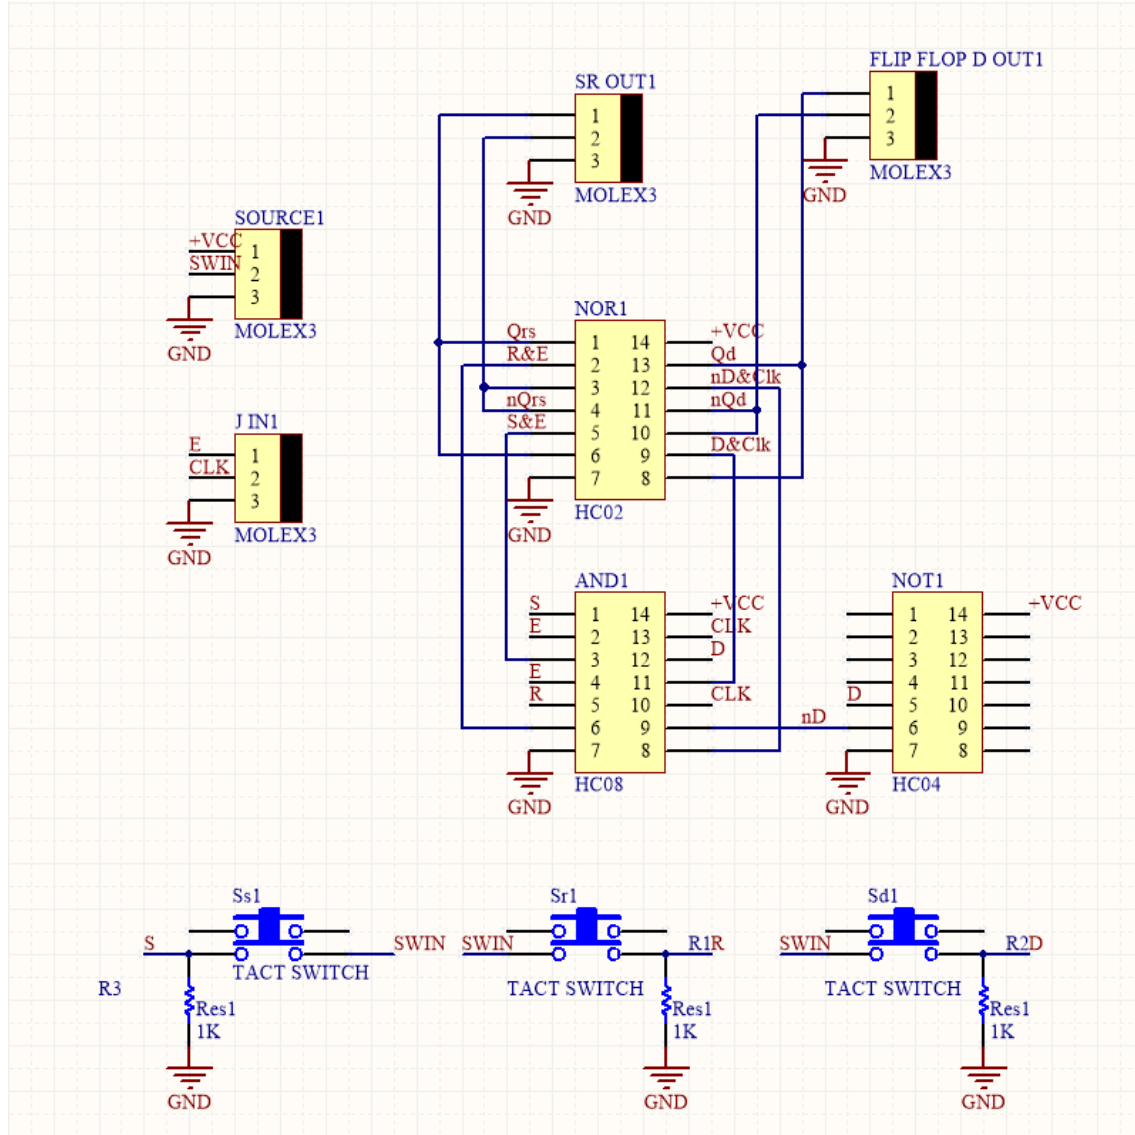 FLIP FLOP D OUT1
1
2
3
MOLEX3
GND
SR OUT1
1
2
3
MOLEX3
GND
SOURCE1
+VCC
SWIN
1
2
3
MOLEX3
GND
J IN1
E
CLK
1
2
3
MOLEX3
GND
NOR1
Qrs 1 14 +VCC
R&E 2 13 Qd
3 12 nD&Clk
nQrs 4 11 nQd
S&E 5 10
6 9 D&Clk
7 8
GND
HC02
AND1
S 1 14 +VCC
E 2 13 CLK
3 12 D
E 4 11
R 5 10 CLK
6 9 nD
7 8
GND
HC08
NOT1
1 14 +VCC
2 13
3 12
4 11
D 5 10
6 9
7 8
GND
HC04
Ss1
S
SWIN
TACT SWITCH
R3
Res1
1K
GND
Sr1
SWIN
R1R
TACT SWITCH
Res1
1K
GND
Sd1
SWIN
R2D
TACT SWITCH
Res1
1K
GND